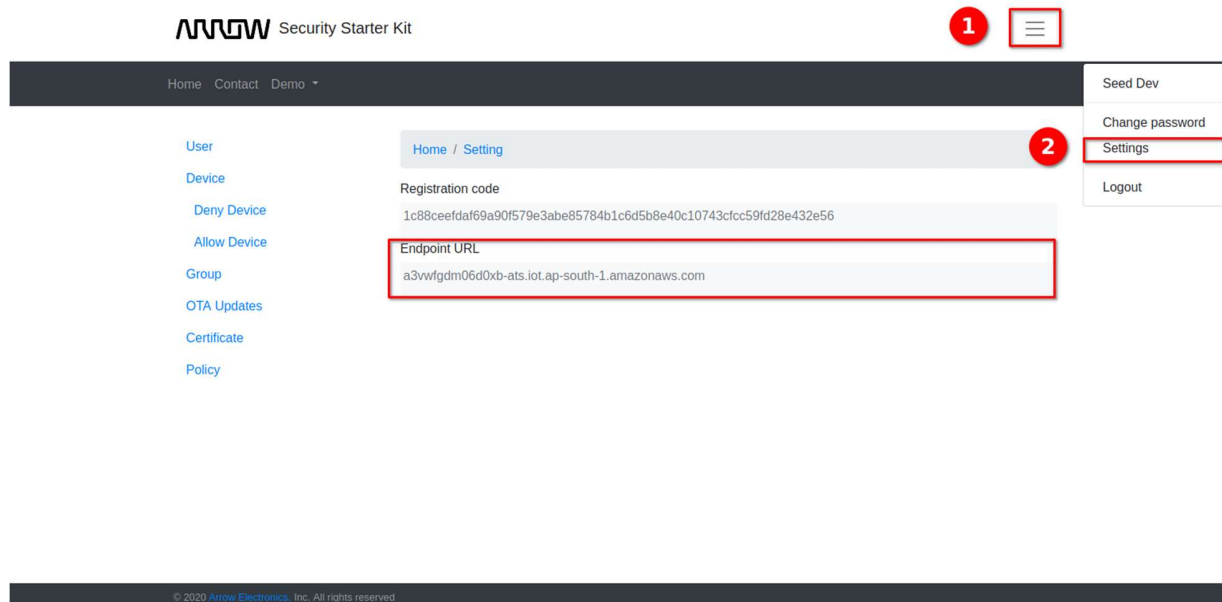 ARROW Security Starter Kit
1
Home Contact Demo
Seed Dev
Change password
2
Settings
Logout
User
Device
Deny Device
Allow Device
Group
OTA Updates
Certificate
Policy
Home / Setting
Registration code
1c88ceefdaf69a90f579e3abe85784b1c6d5b8e40c10743cfcc59fd28e432e56
Endpoint URL
a3vwfgdm06d0xb-ats.iot.ap-south-1.amazonaws.com
© 2020 Arrow Electronics, Inc. All rights reserved